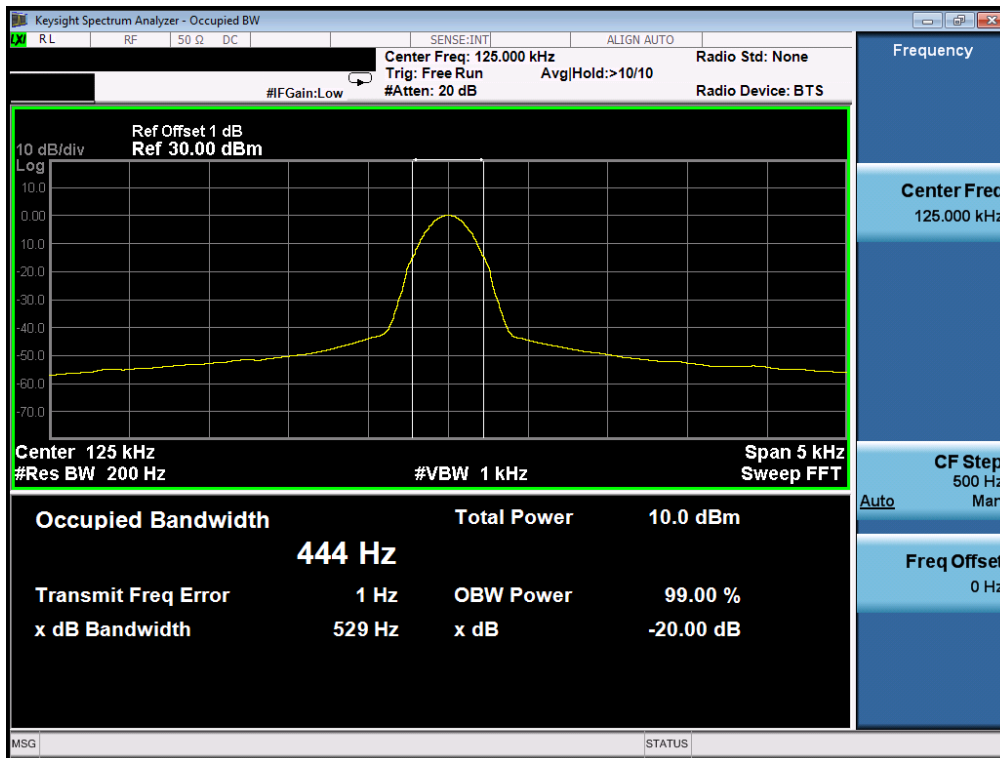 Keysight Spectrum Analyzer - Occupied BW
LXI RL RF 50 Ω DC SENSE:INT ALIGN AUTO
Center Freq: 125.000 kHz Radio Std: None
Trig: Free Run Avg|Hold:>10/10
#IFGain:Low #Atten: 20 dB Radio Device: BTS
Ref Offset 1 dB
10 dB/div Ref 30.00 dBm
Log
10.0
0.00
10.0
-20.0
-30.0
-40.0
-50.0
-60.0
-70.0
Center 125 kHz Span 5 kHz
#Res BW 200 Hz #VBW 1 kHz Sweep FFT
Occupied Bandwidth Total Power 10.0 dBm
444 Hz
Transmit Freq Error 1 Hz OBW Power 99.00 %
x dB Bandwidth 529 Hz x dB -20.00 dB
MSG STATUS
Frequency
Center Freq
125.000 kHz
CF Step
500 Hz
Auto Man
Freq Offset
0 Hz